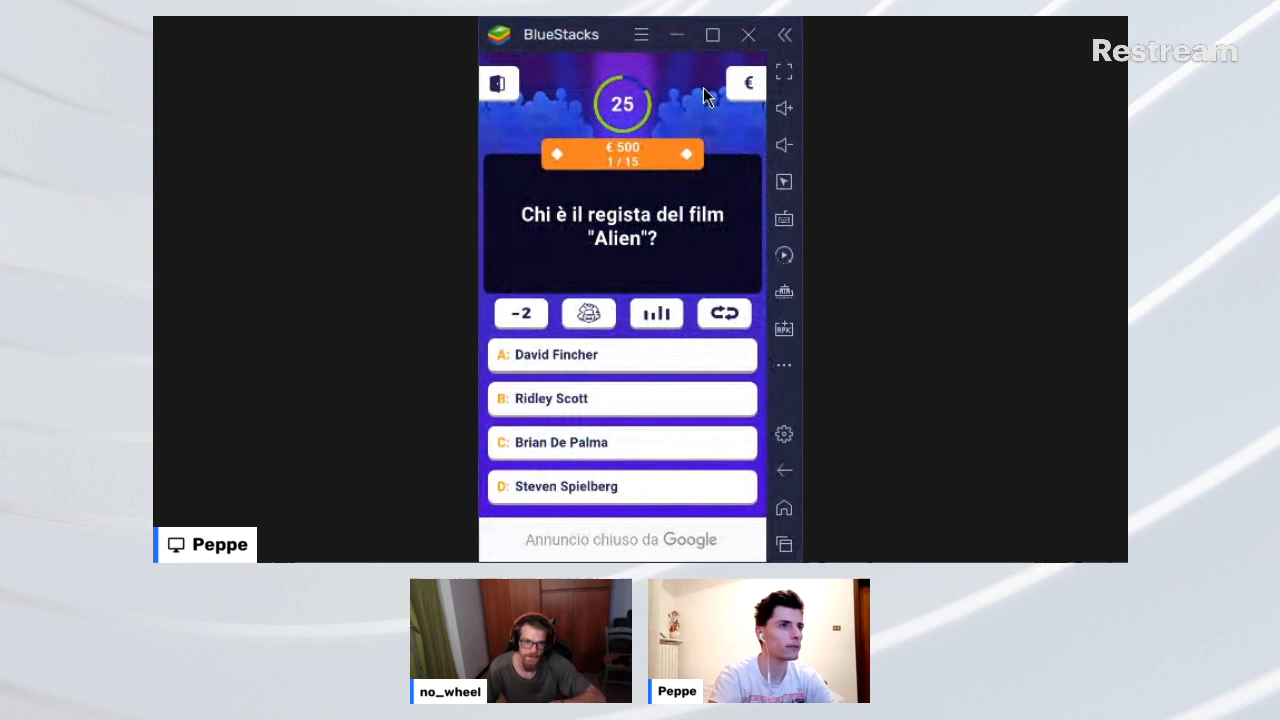 BlueStacks
Restream
25
€
€ 500
1 / 15
Chi è il regista del film
"Alien"?
-2
A: David Fincher
B: Ridley Scott
C: Brian De Palma
D: Steven Spielberg
Annuncio chiuso da Google
Peppe
no_wheel
Peppe